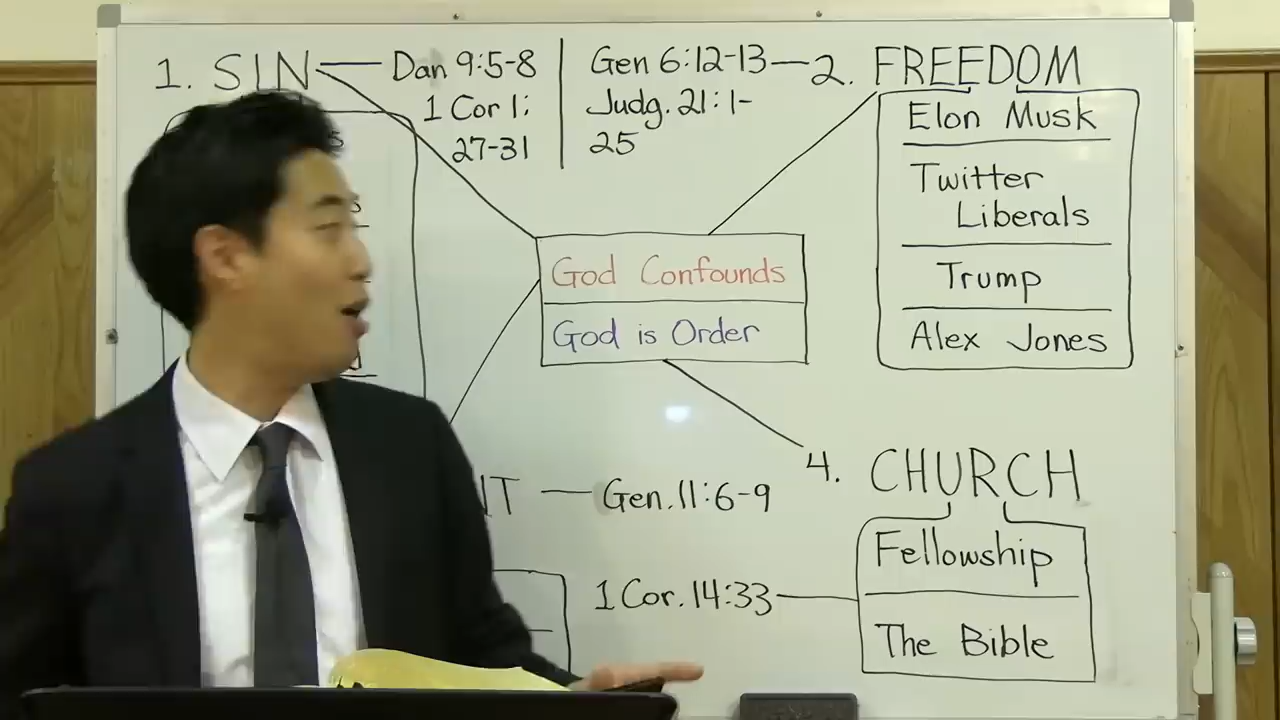 1. SIN — Dan 9:5-8
1 Cor 1:
27-31
Gen 6:12-13 — 2. FREEDOM
Judg. 21:1-
25
Elon Musk
Twitter
Liberals
Trump
Alex Jones
God Confounds
God is Order
NT — Gen. 11:6-9
4. CHURCH
Fellowship
1 Cor. 14:33
The Bible